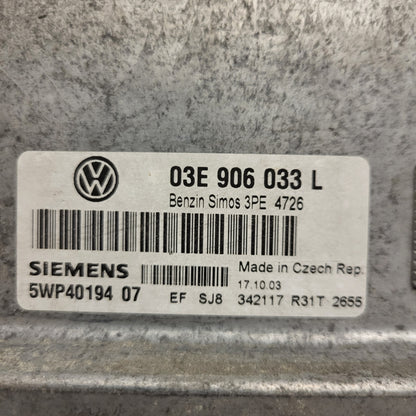 03E 906 033 L
Benzin Simos 3PE 4726
SIEMENS
Made in Czech Rep.
17.10.03
5WP40194 07
EF SJ8 342117 R31T 2655